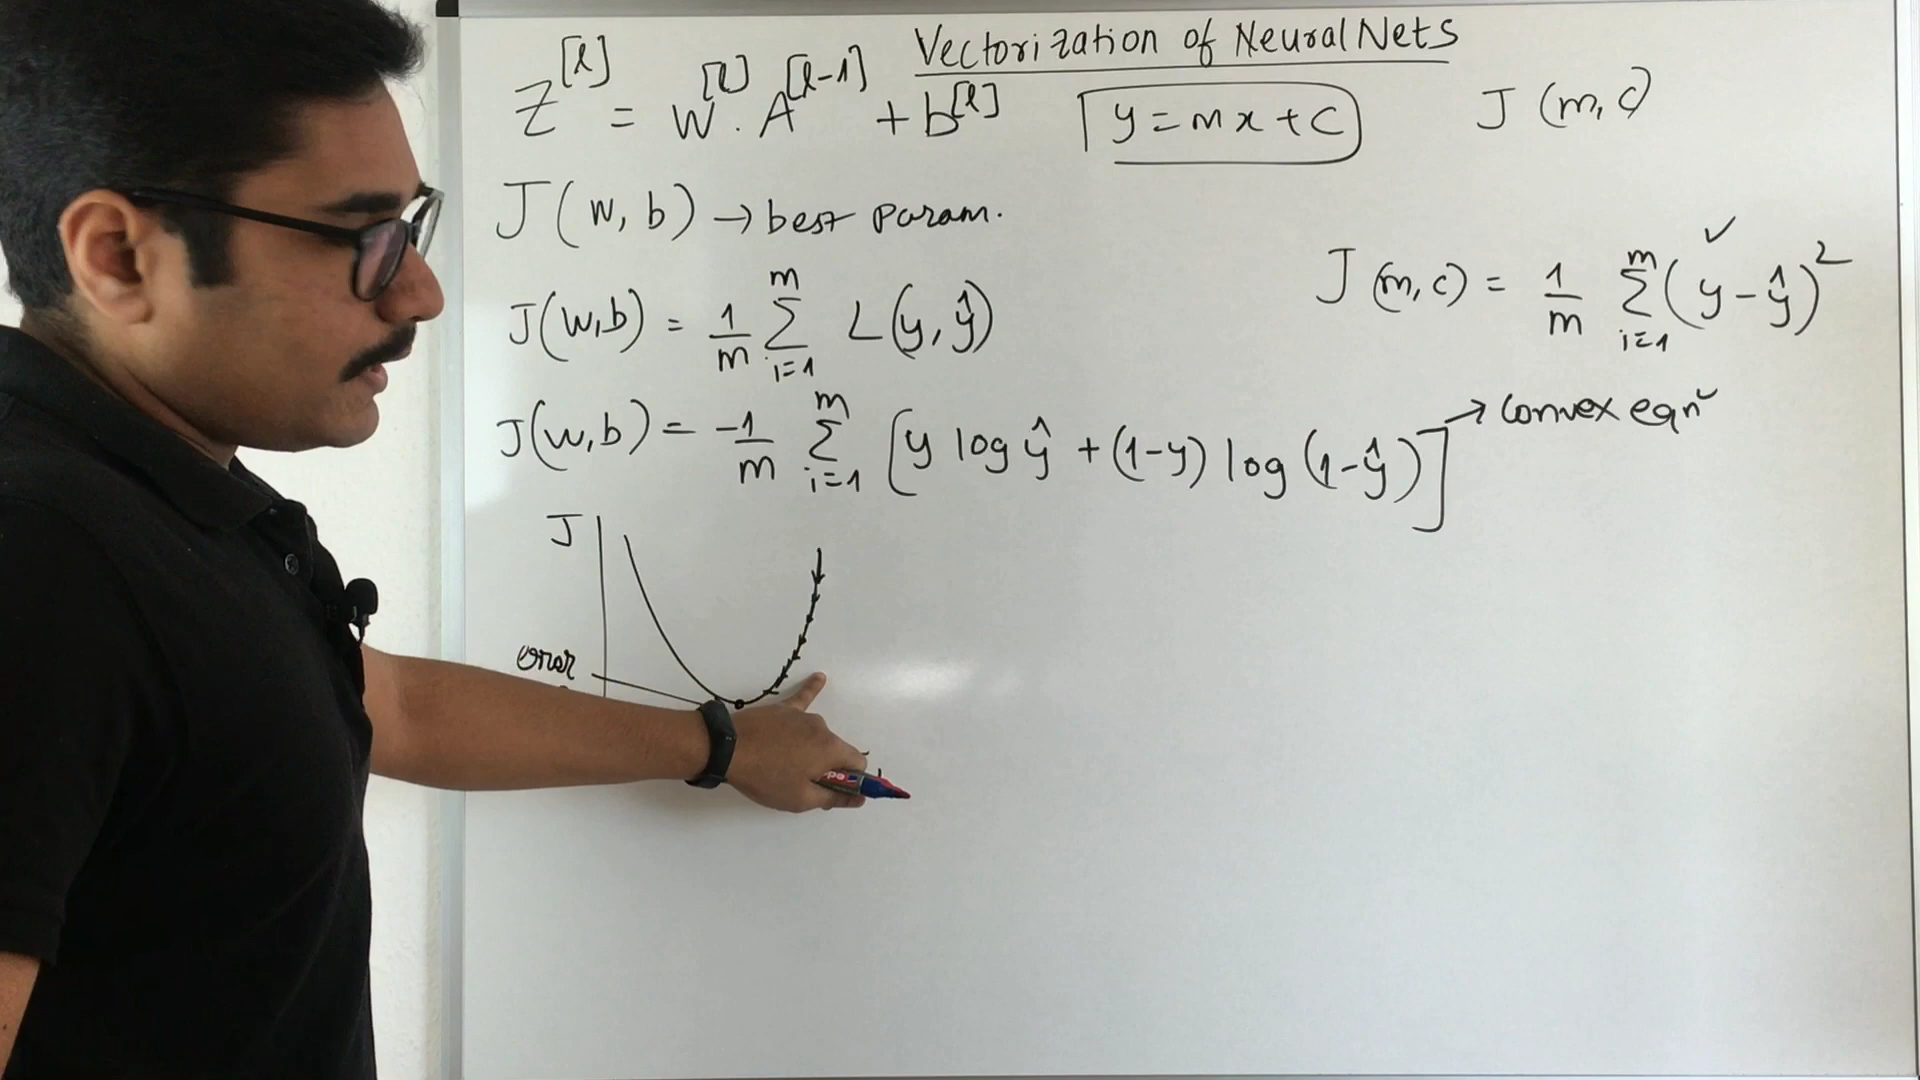 Vectorization of Neural Nets
Z^[l] = W^[l] . A^[l-1] + b^[l]
y = mx + c
J (m, c)
J (w, b) → best param.
J(w,b) = 1/m Σ_{i=1}^{m} L(y, ŷ)
J (m, c) = 1/m Σ_{i=1}^{m} (y - ŷ)²
✓
J(w,b) = -1/m Σ_{i=1}^{m} [y log ŷ + (1-y) log (1-ŷ)] → Convex eqn
J
error